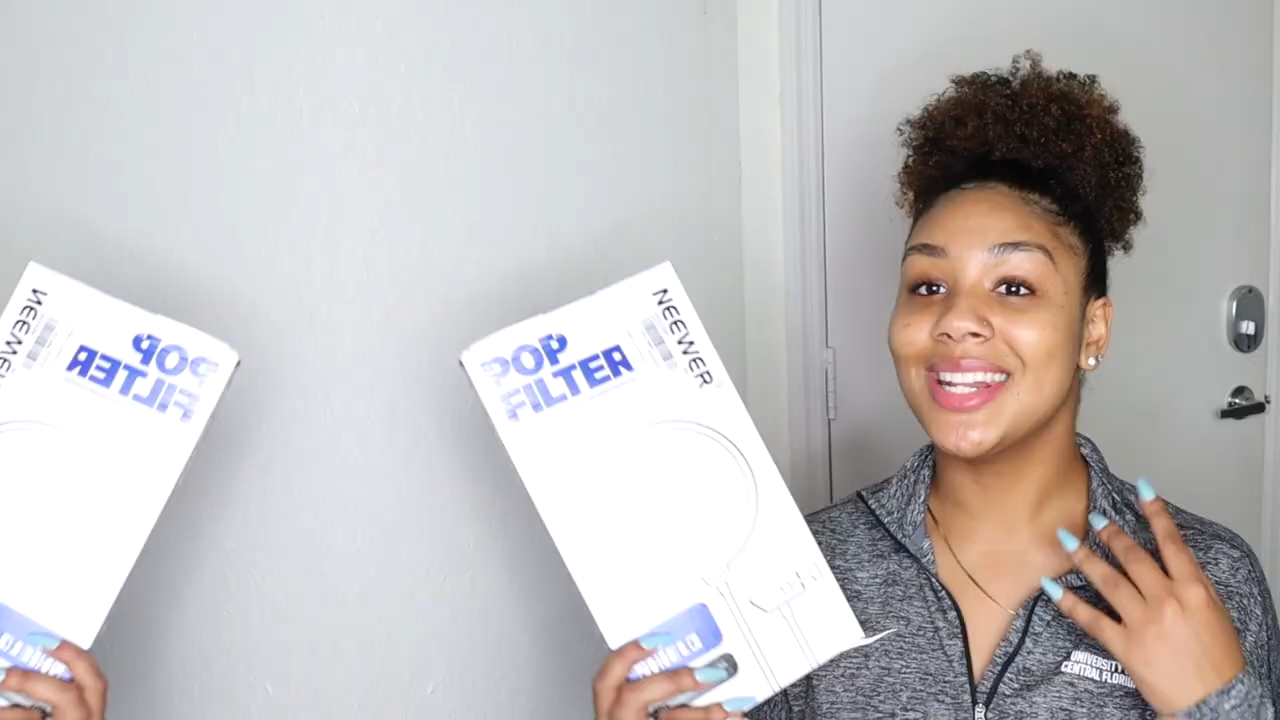 NEEWER
POP
FILTER
NEEWER
POP
FILTER
UNIVERSITY
CENTRAL FLORIDA